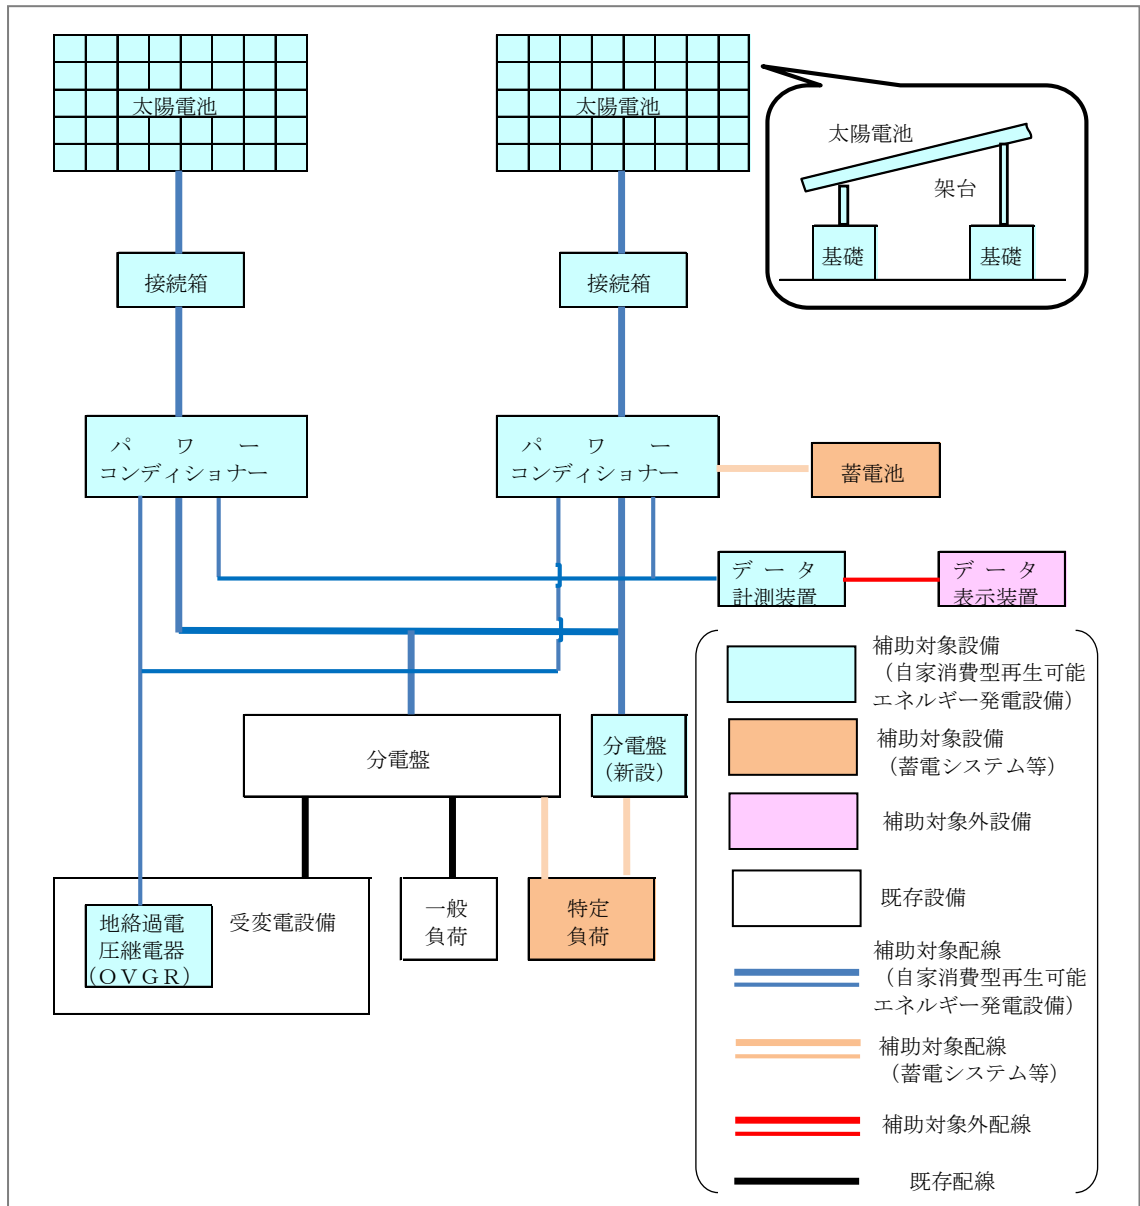 太陽電池
太陽電池
太陽電池
架台
基礎
基礎
接続箱
接続箱
パワー
コンディショナー
パワー
コンディショナー
蓄電池
データ
計測装置
データ
表示装置
分電盤
分電盤
（新設）
地絡過電
圧継電器
（ＯＶＧＲ）
受変電設備
一般
負荷
特定
負荷
補助対象設備
（自家消費型再生可能
エネルギー発電設備）
補助対象設備
（蓄電システム等）
補助対象外設備
既存設備
補助対象配線
（自家消費型再生可能
エネルギー発電設備）
補助対象配線
（蓄電システム等）
補助対象外配線
既存配線